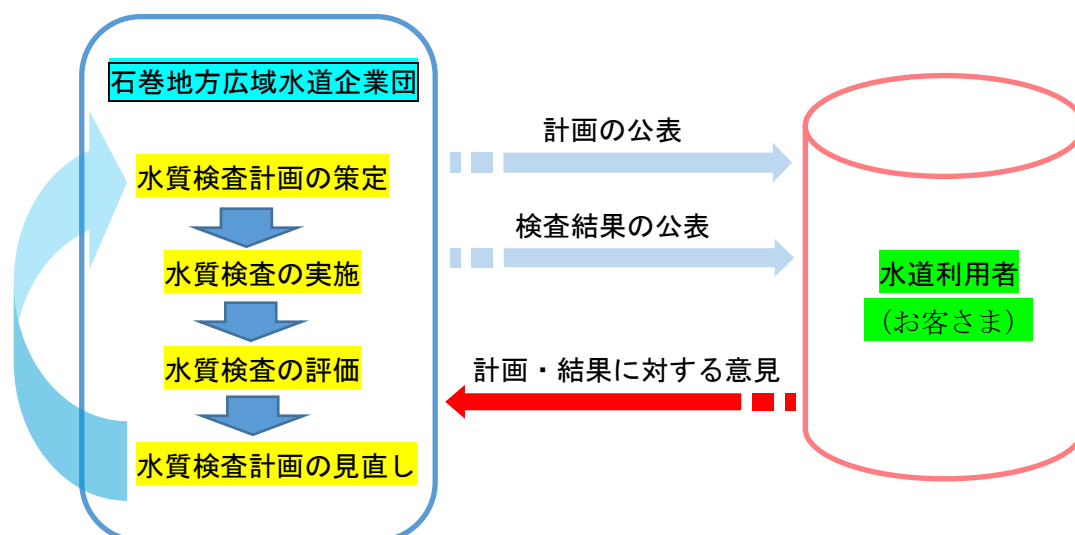 石巻地方広域水道企業団
水質検査計画の策定
水質検査の実施
水質検査の評価
水質検査計画の見直し
計画の公表
検査結果の公表
計画・結果に対する意見
水道利用者
（お客さま）